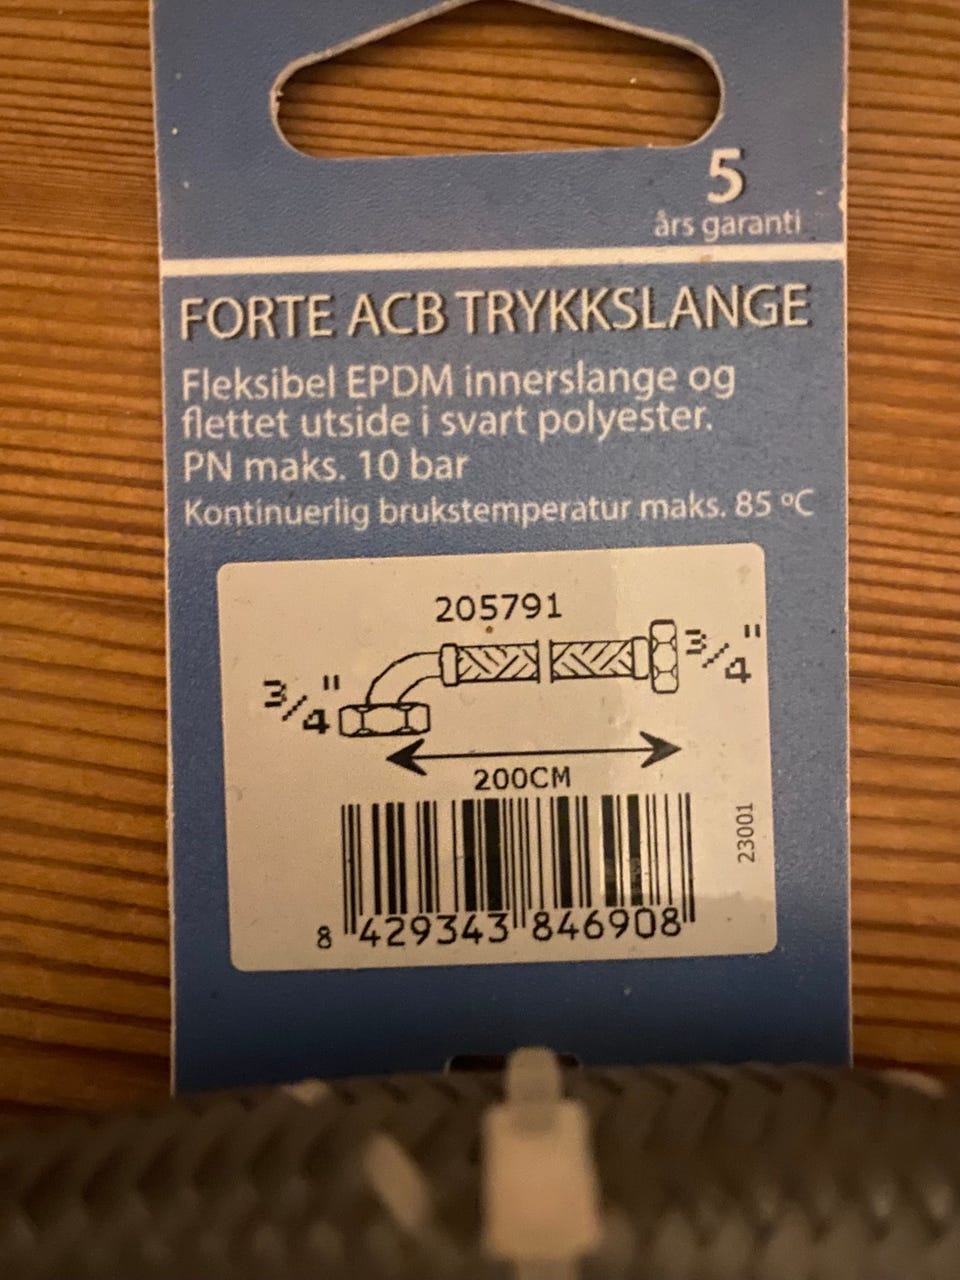 5
års garanti
FORTE ACB TRYKKSLANGE
Fleksibel EPDM innerslange og
flettet utside i svart polyester.
PN maks. 10 bar
Kontinuerlig brukstemperatur maks. 85 ºC
205791
3/4"
3/4"
200CM
23001
8 429343 846908